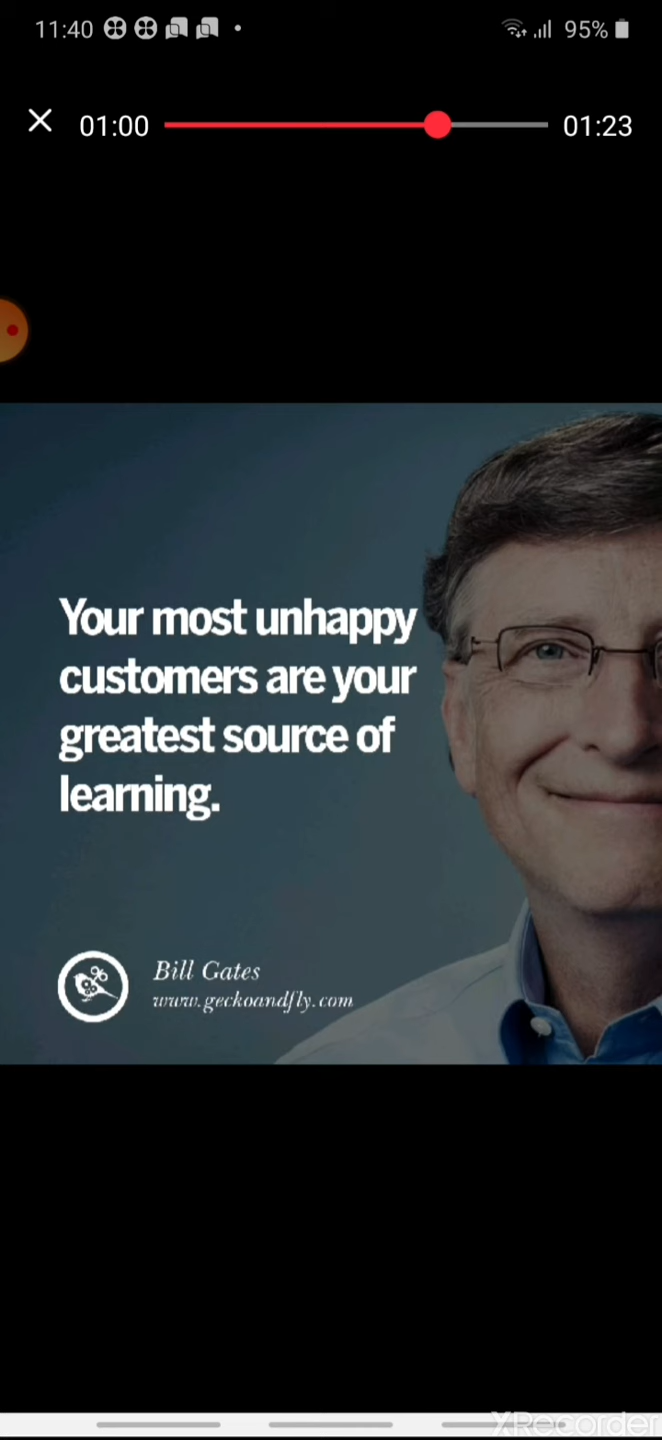 11:40
95%
01:00
01:23
Your most unhappy
customers are your
greatest source of
learning.
Bill Gates
www.geckoandfly.com
XRecorder